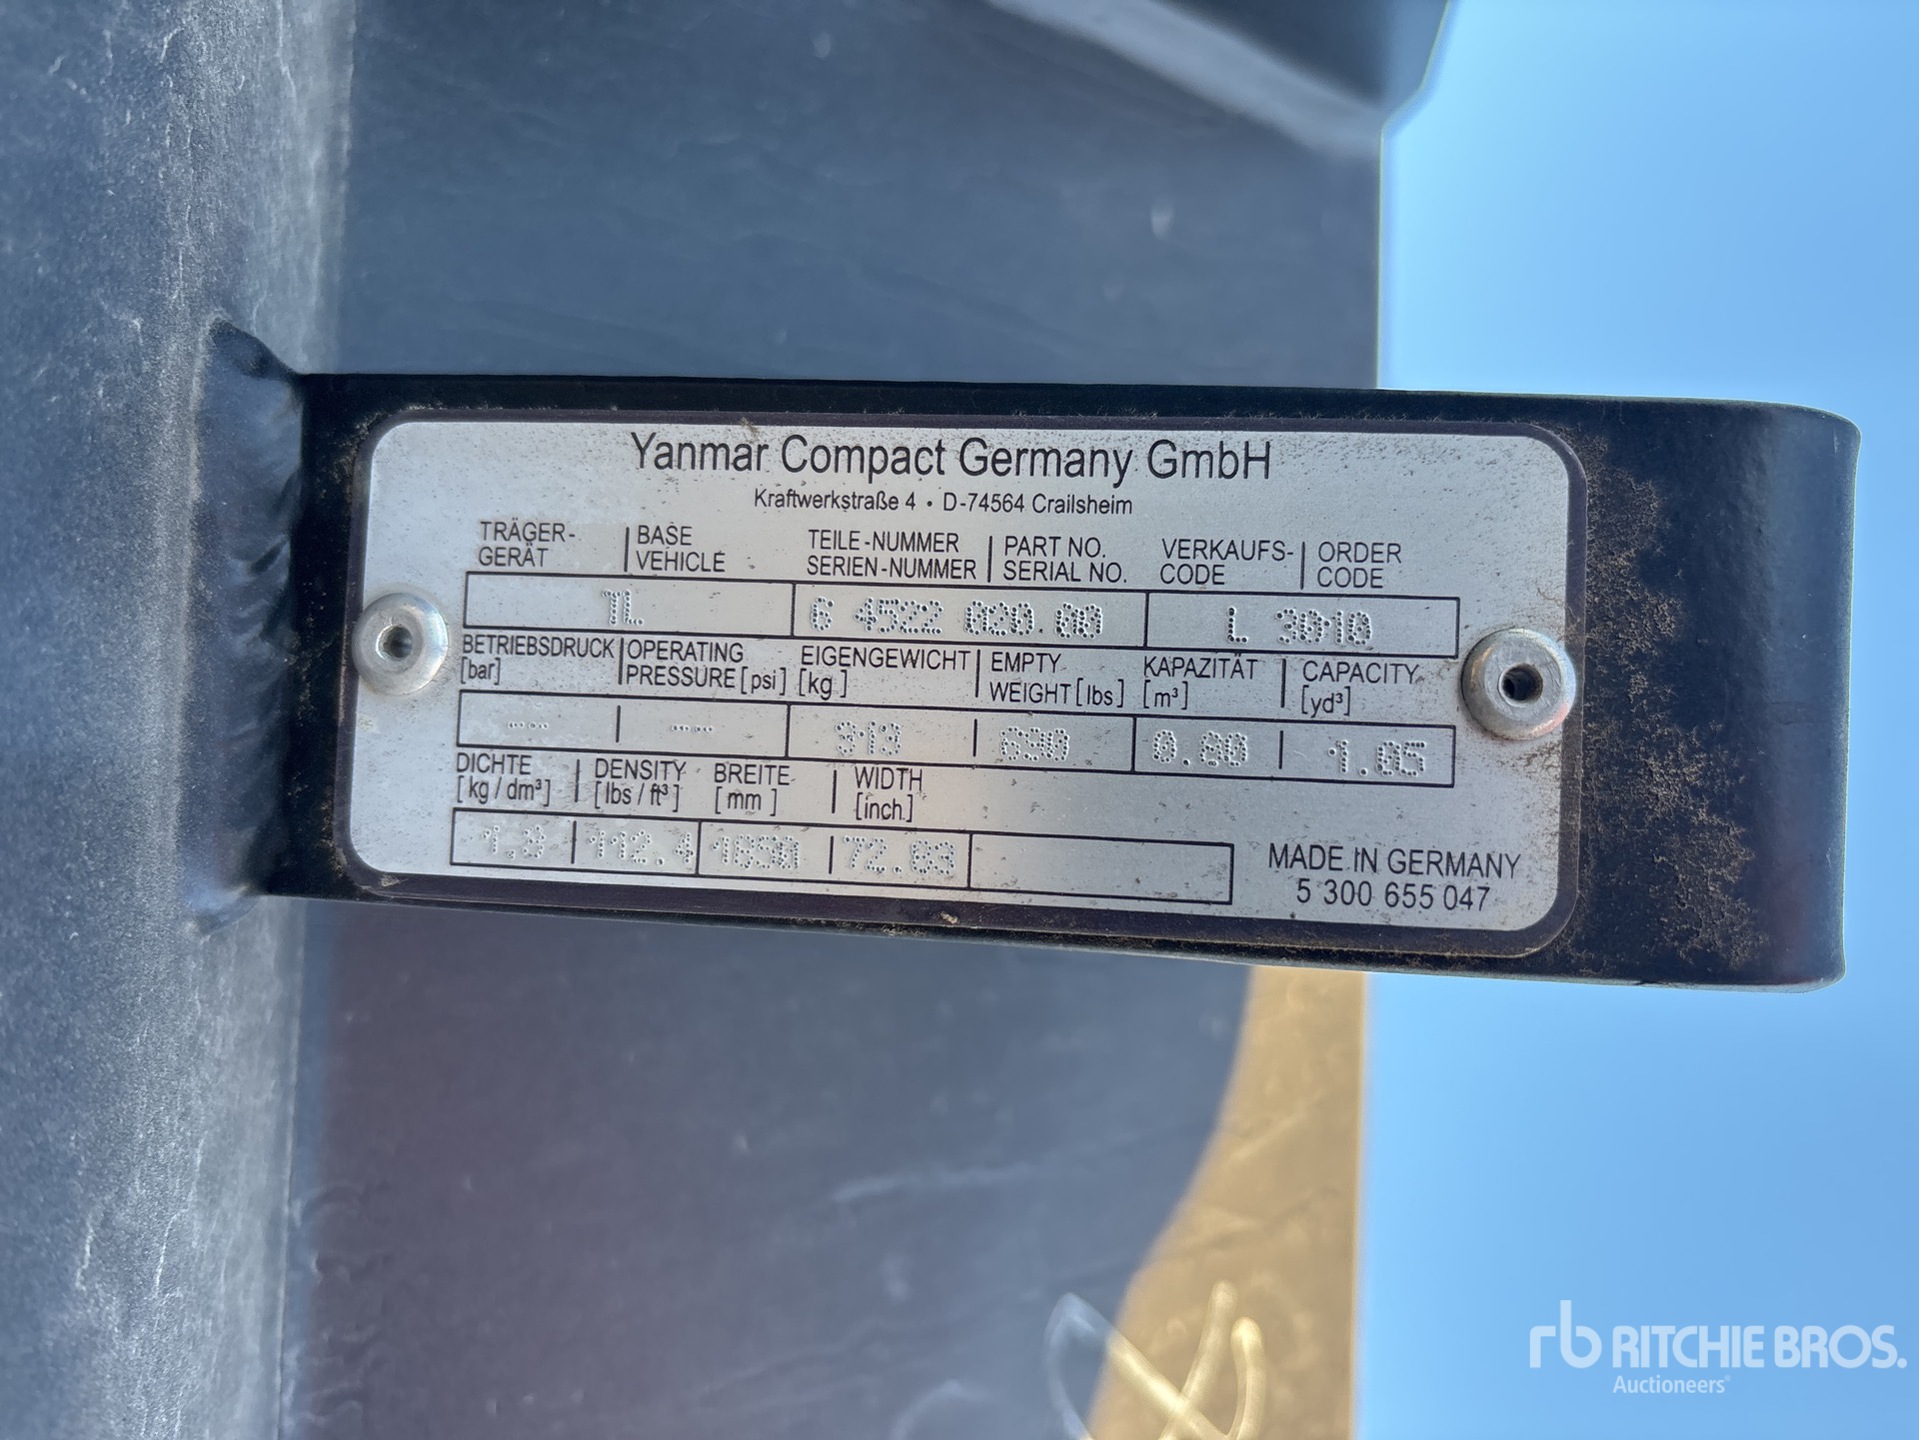 Yanmar Compact Germany GmbH
Kraftwerkstraße 4 • D-74564 Crailsheim
TRÄGER- | BASE TEILE-NUMMER | PART NO. VERKAUFS- | ORDER
GERÄT VEHICLE SERIEN-NUMMER SERIAL NO. CODE CODE
TL 6 4522 020.00 L 3010
BETRIEBSDRUCK | OPERATING EIGENGEWICHT | EMPTY KAPAZITÄT | CAPACITY
[bar] PRESSURE [psi] [kg] WEIGHT [lbs] [m³] [yd³]
--- | --- 313 | 690 0.80 | 1.05
DICHTE | DENSITY BREITE | WIDTH
[kg / dm³] [lbs / ft³] [mm] [inch]
1.8 | 112.4 1850 | 72.83
MADE IN GERMANY
5 300 655 047
rb RITCHIE BROS.
Auctioneers